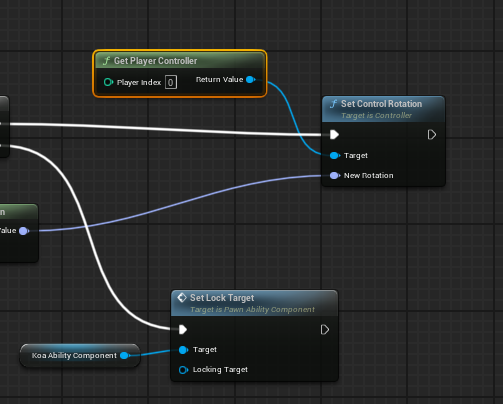 f Get Player Controller
Player Index 0
Return Value
f Set Control Rotation
Target is Controller
Target
New Rotation
n
alue
Set Lock Target
Target is Pawn Ability Component
Koa Ability Component
Target
Locking Target